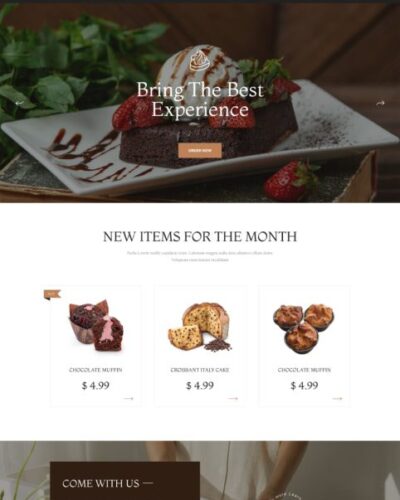 Bring The Best
Experience
ORDER NOW
NEW ITEMS FOR THE MONTH
CHOCOLATE MUFFIN
CROISSANT ITALY CAKE
CHOCOLATE MUFFIN
$ 4.99
$ 4.99
$ 4.99
COME WITH US —